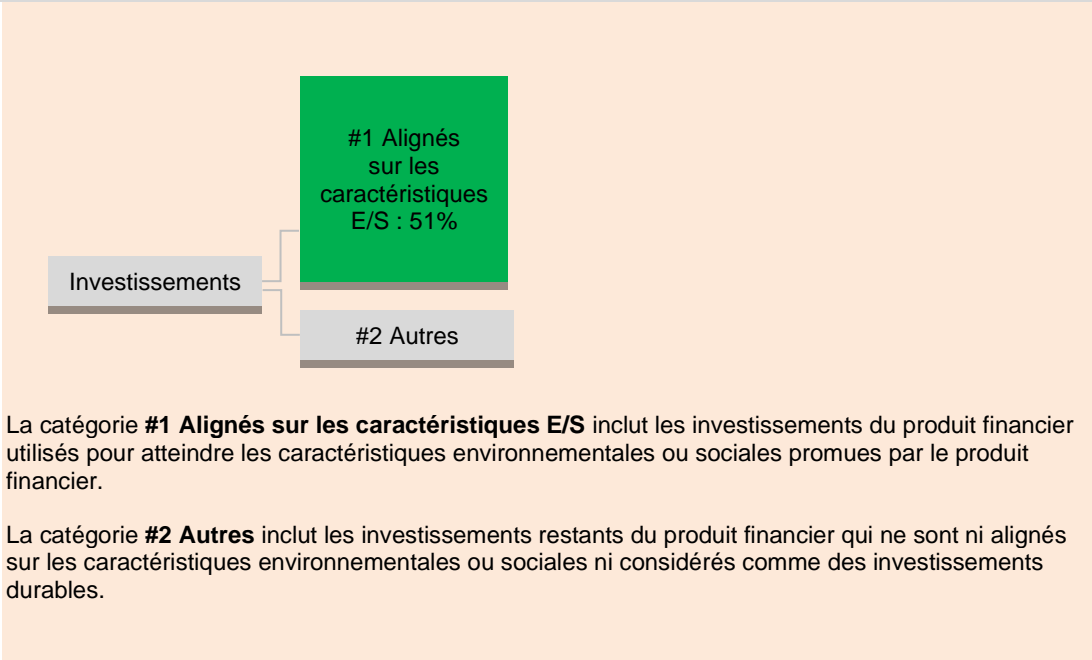 #1 Alignés
sur les
caractéristiques
E/S : 51%
Investissements
#2 Autres
La catégorie #1 Alignés sur les caractéristiques E/S inclut les investissements du produit financier
utilisés pour atteindre les caractéristiques environnementales ou sociales promues par le produit
financier.
La catégorie #2 Autres inclut les investissements restants du produit financier qui ne sont ni alignés
sur les caractéristiques environnementales ou sociales ni considérés comme des investissements
durables.